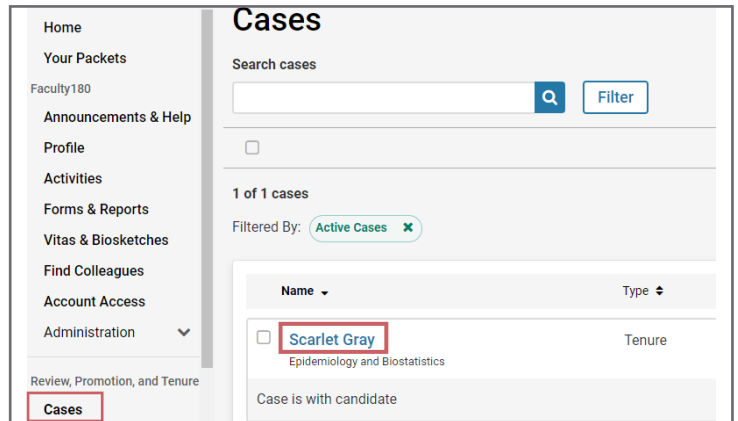 Home
Your Packets
Faculty180
Announcements & Help
Profile
Activities
Forms & Reports
Vitas & Biosketches
Find Colleagues
Account Access
Administration
Review, Promotion, and Tenure
Cases
Cases
Search cases
Filter
1 of 1 cases
Filtered By: Active Cases ✖
Name Type
Scarlet Gray Tenure
Epidemiology and Biostatistics
Case is with candidate